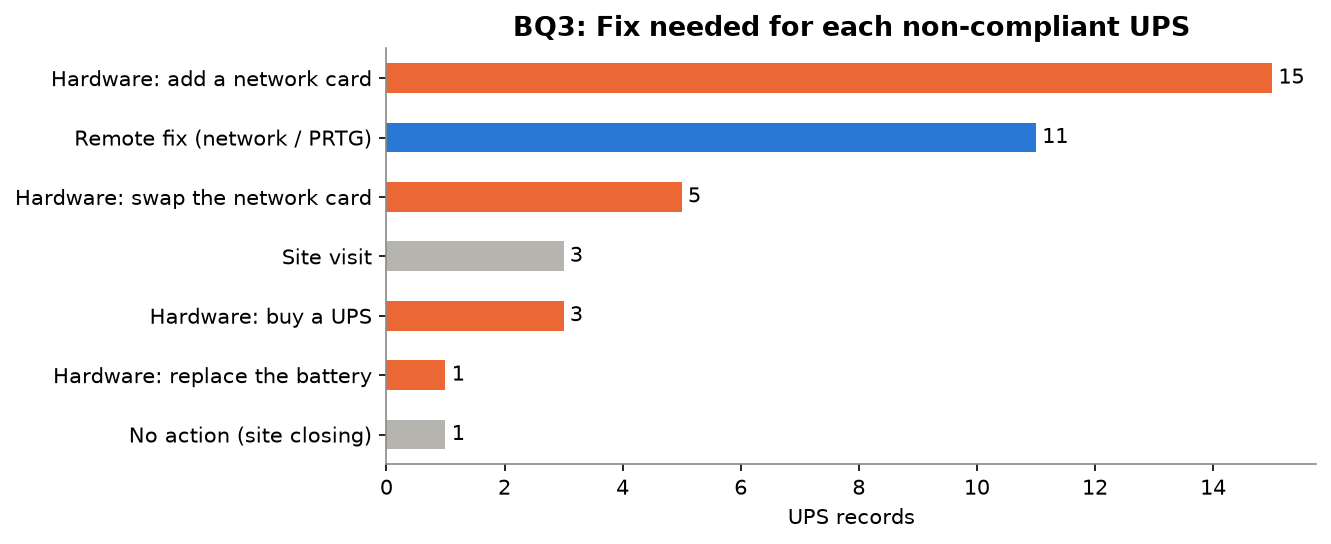 BQ3: Fix needed for each non-compliant UPS
Hardware: add a network card 15
Remote fix (network / PRTG) 11
Hardware: swap the network card 5
Site visit 3
Hardware: buy a UPS 3
Hardware: replace the battery 1
No action (site closing) 1
0 2 4 6 8 10 12 14
UPS records